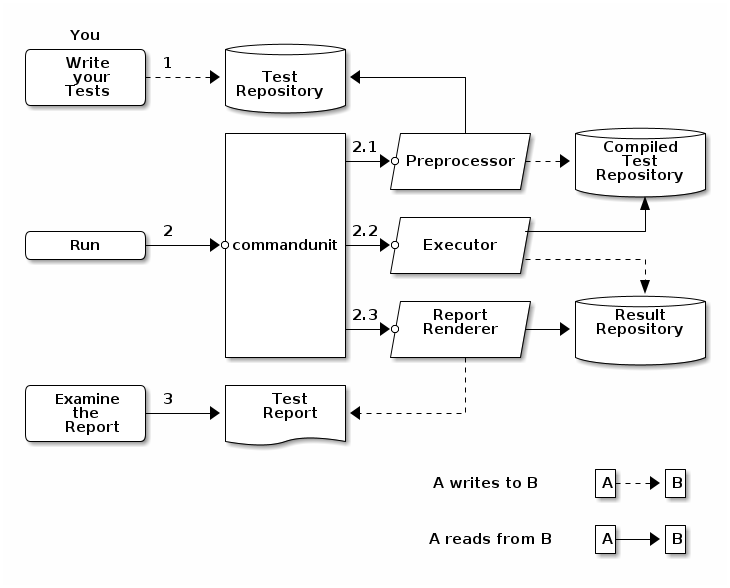 You
Write
your
Tests
1
Test
Repository
2.1
Preprocessor
Compiled
Test
Repository
Run
2
commandunit
2.2
Executor
2.3
Report
Renderer
Result
Repository
Examine
the
Report
3
Test
Report
A writes to B
A
B
A reads from B
A
B